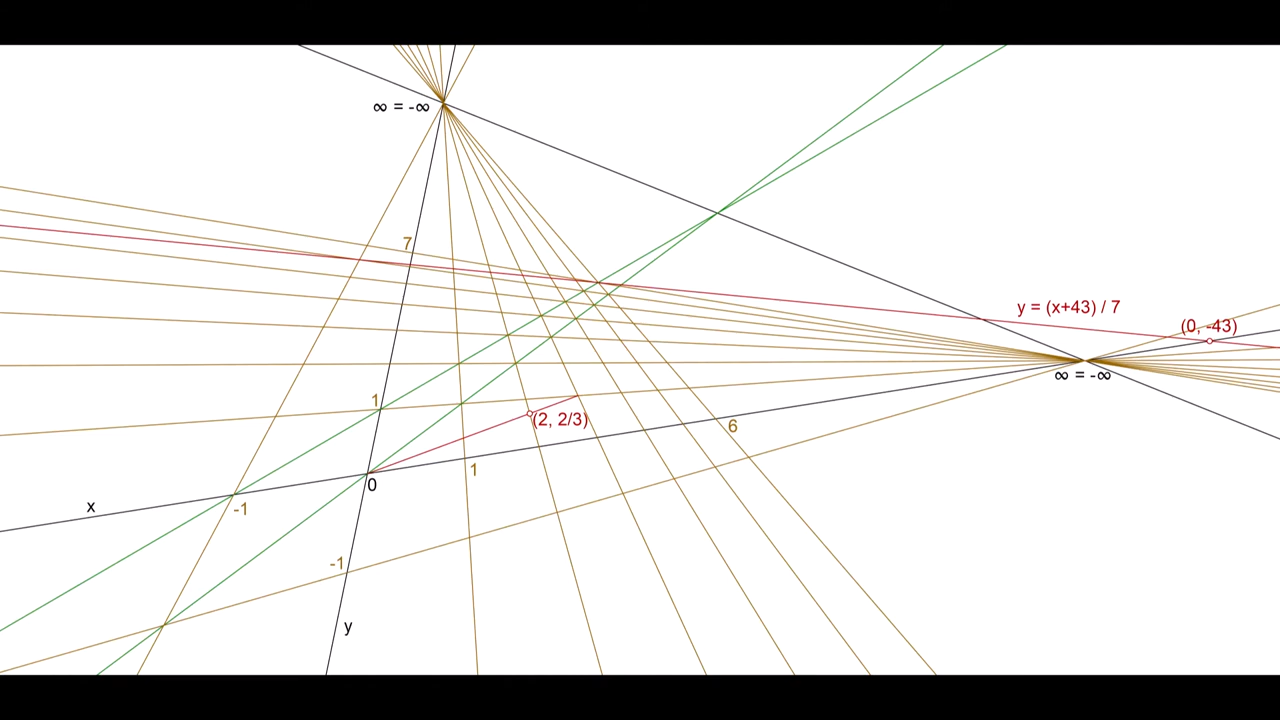 ∞ = -∞
7
y = (x+43) / 7
(0, -43)
∞ = -∞
1
(2, 2/3)
6
1
0
x
-1
-1
y